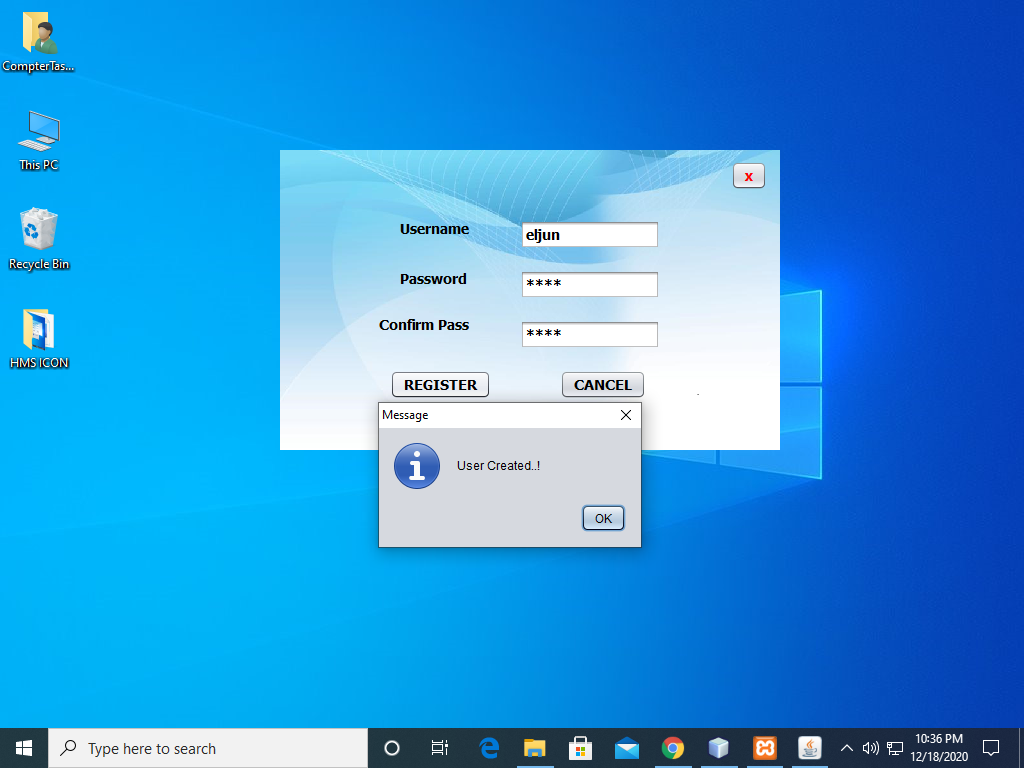 CompterTas...
This PC
Recycle Bin
HMS ICON
x
Username
eljun
Password
****
Confirm Pass
****
REGISTER
CANCEL
Message
User Created..!
OK
Type here to search
10:36 PM
12/18/2020